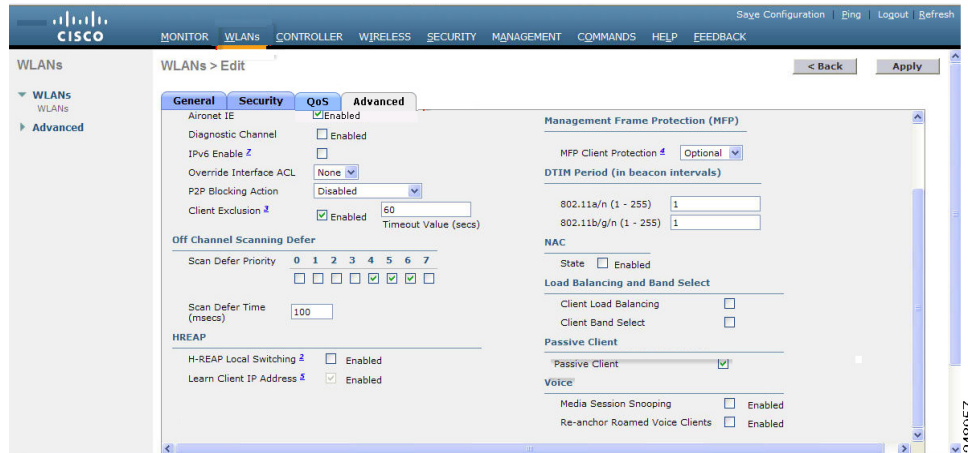 Save Configuration | Ping | Logout | Refresh
CISCO
MONITOR WLANs CONTROLLER WIRELESS SECURITY MANAGEMENT COMMANDS HELP FEEDBACK
WLANs
WLANs > Edit
< Back
Apply
WLANs
WLANs
Advanced
General
Security
QoS
Advanced
Aironet IE Enabled
Diagnostic Channel Enabled
IPv6 Enable 7
Override Interface ACL None
P2P Blocking Action Disabled
Client Exclusion 3 Enabled 60
Timeout Value (secs)
Off Channel Scanning Defer
Scan Defer Priority 0 1 2 3 4 5 6 7
Scan Defer Time (msecs) 100
HREAP
H-REAP Local Switching 2 Enabled
Learn Client IP Address 5 Enabled
Management Frame Protection (MFP)
MFP Client Protection 4 Optional
DTIM Period (in beacon intervals)
802.11a/n (1 - 255) 1
802.11b/g/n (1 - 255) 1
NAC
State Enabled
Load Balancing and Band Select
Client Load Balancing
Client Band Select
Passive Client
Passive Client
Voice
Media Session Snooping Enabled
Re-anchor Roamed Voice Clients Enabled